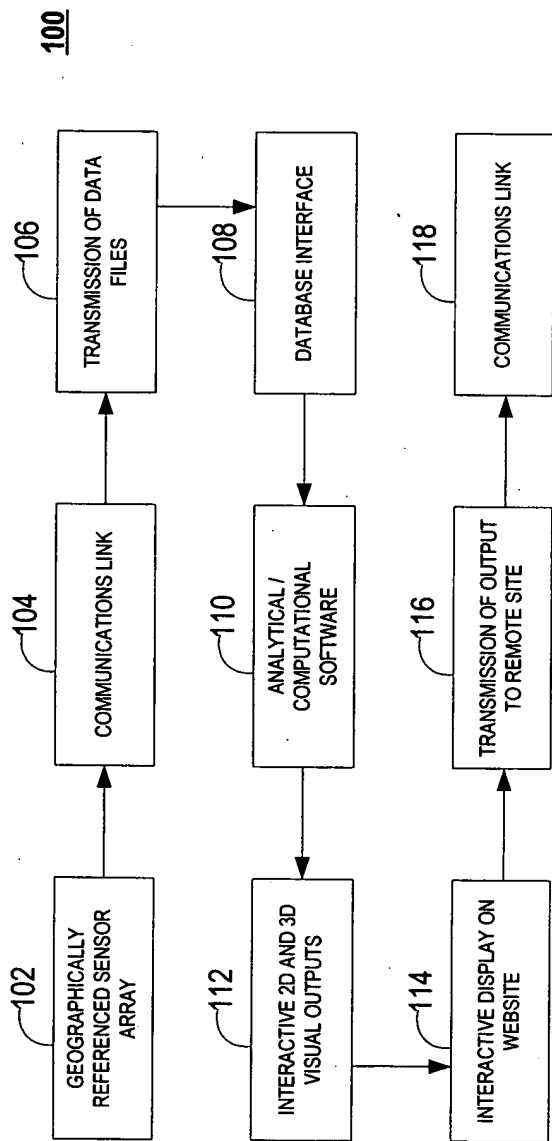 100
102
GEOGRAPHICALLY
REFERENCED SENSOR
ARRAY
104
COMMUNICATIONS LINK
106
TRANSMISSION OF DATA
FILES
108
DATABASE INTERFACE
110
ANALYTICAL /
COMPUTATIONAL
SOFTWARE
112
INTERACTIVE 2D AND 3D
VISUAL OUTPUTS
114
INTERACTIVE DISPLAY ON
WEBSITE
116
TRANSMISSION OF OUTPUT
TO REMOTE SITE
118
COMMUNICATIONS LINK